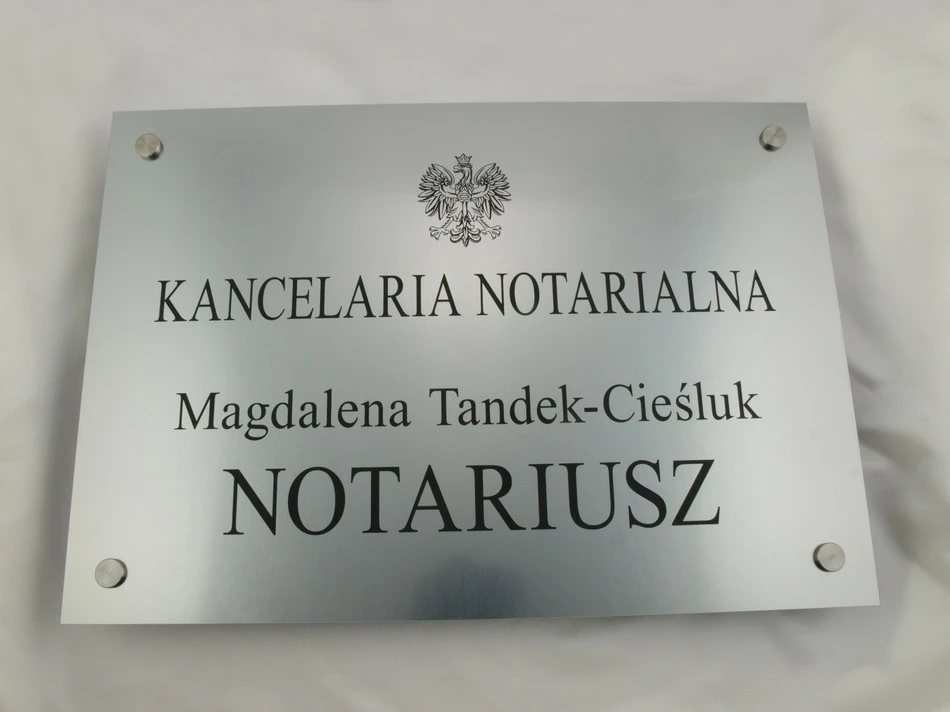 KANCELARIA NOTARIALNA
Magdalena Tandek-Cieśluk
NOTARIUSZ